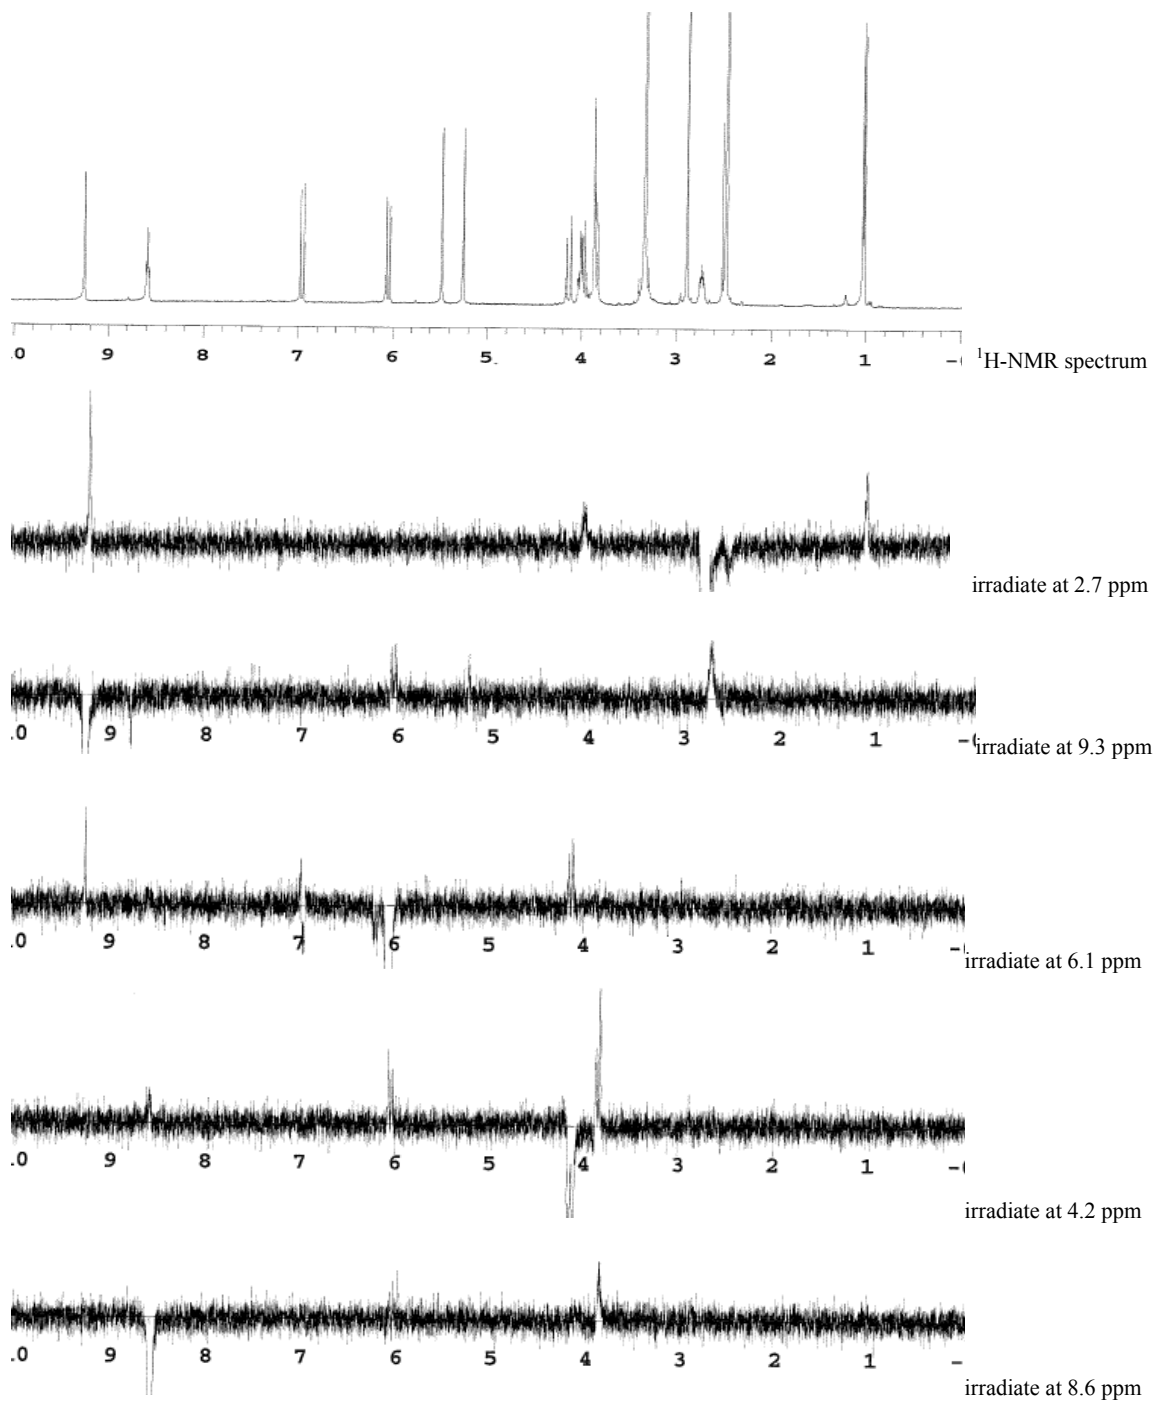 .0 9 8 7 6 5 4 3 2 1 -( ¹H-NMR spectrum
irradiate at 2.7 ppm
.0 9 8 7 6 5 4 3 2 1 -( irradiate at 9.3 ppm
.0 9 8 7 6 5 4 3 2 1 -( irradiate at 6.1 ppm
.0 9 8 7 6 5 4 3 2 1 -(
irradiate at 4.2 ppm
.0 9 8 7 6 5 4 3 2 1 -
irradiate at 8.6 ppm